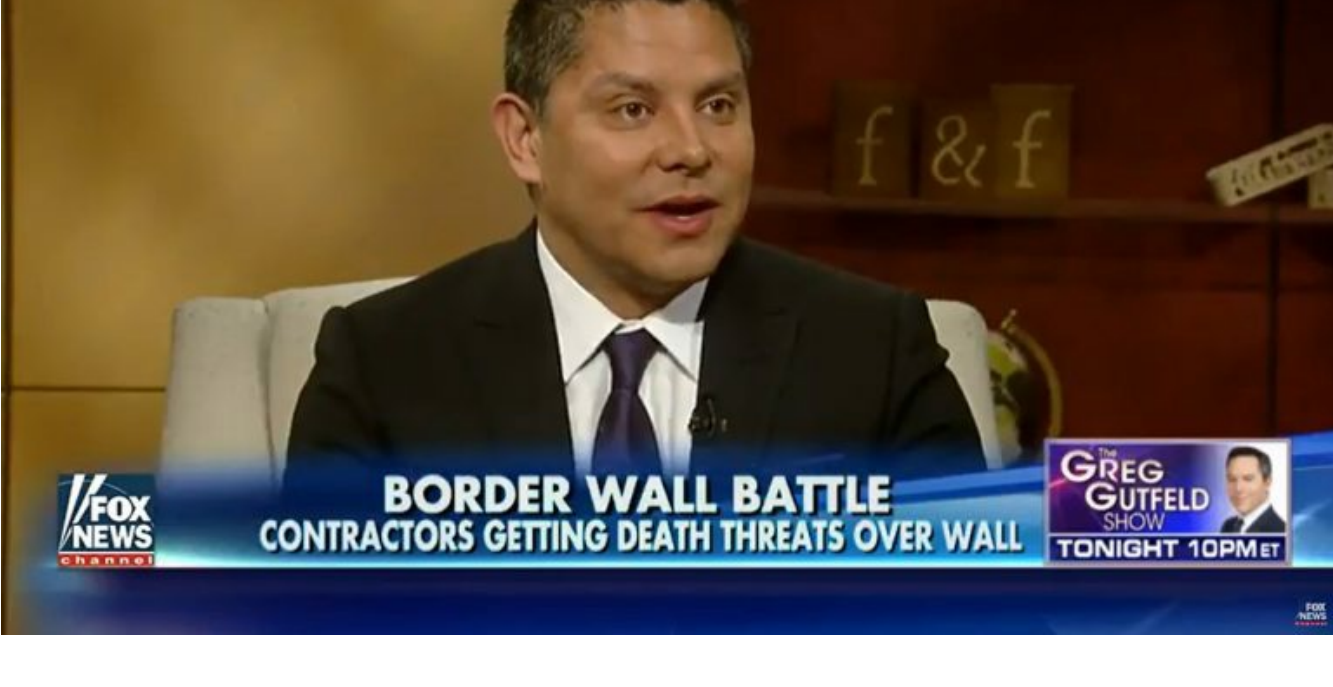 f & f
BORDER WALL BATTLE
CONTRACTORS GETTING DEATH THREATS OVER WALL
FOX
NEWS
channel
The
GREG
GUTFELD
SHOW
TONIGHT 10PM ET
FOX
NEWS